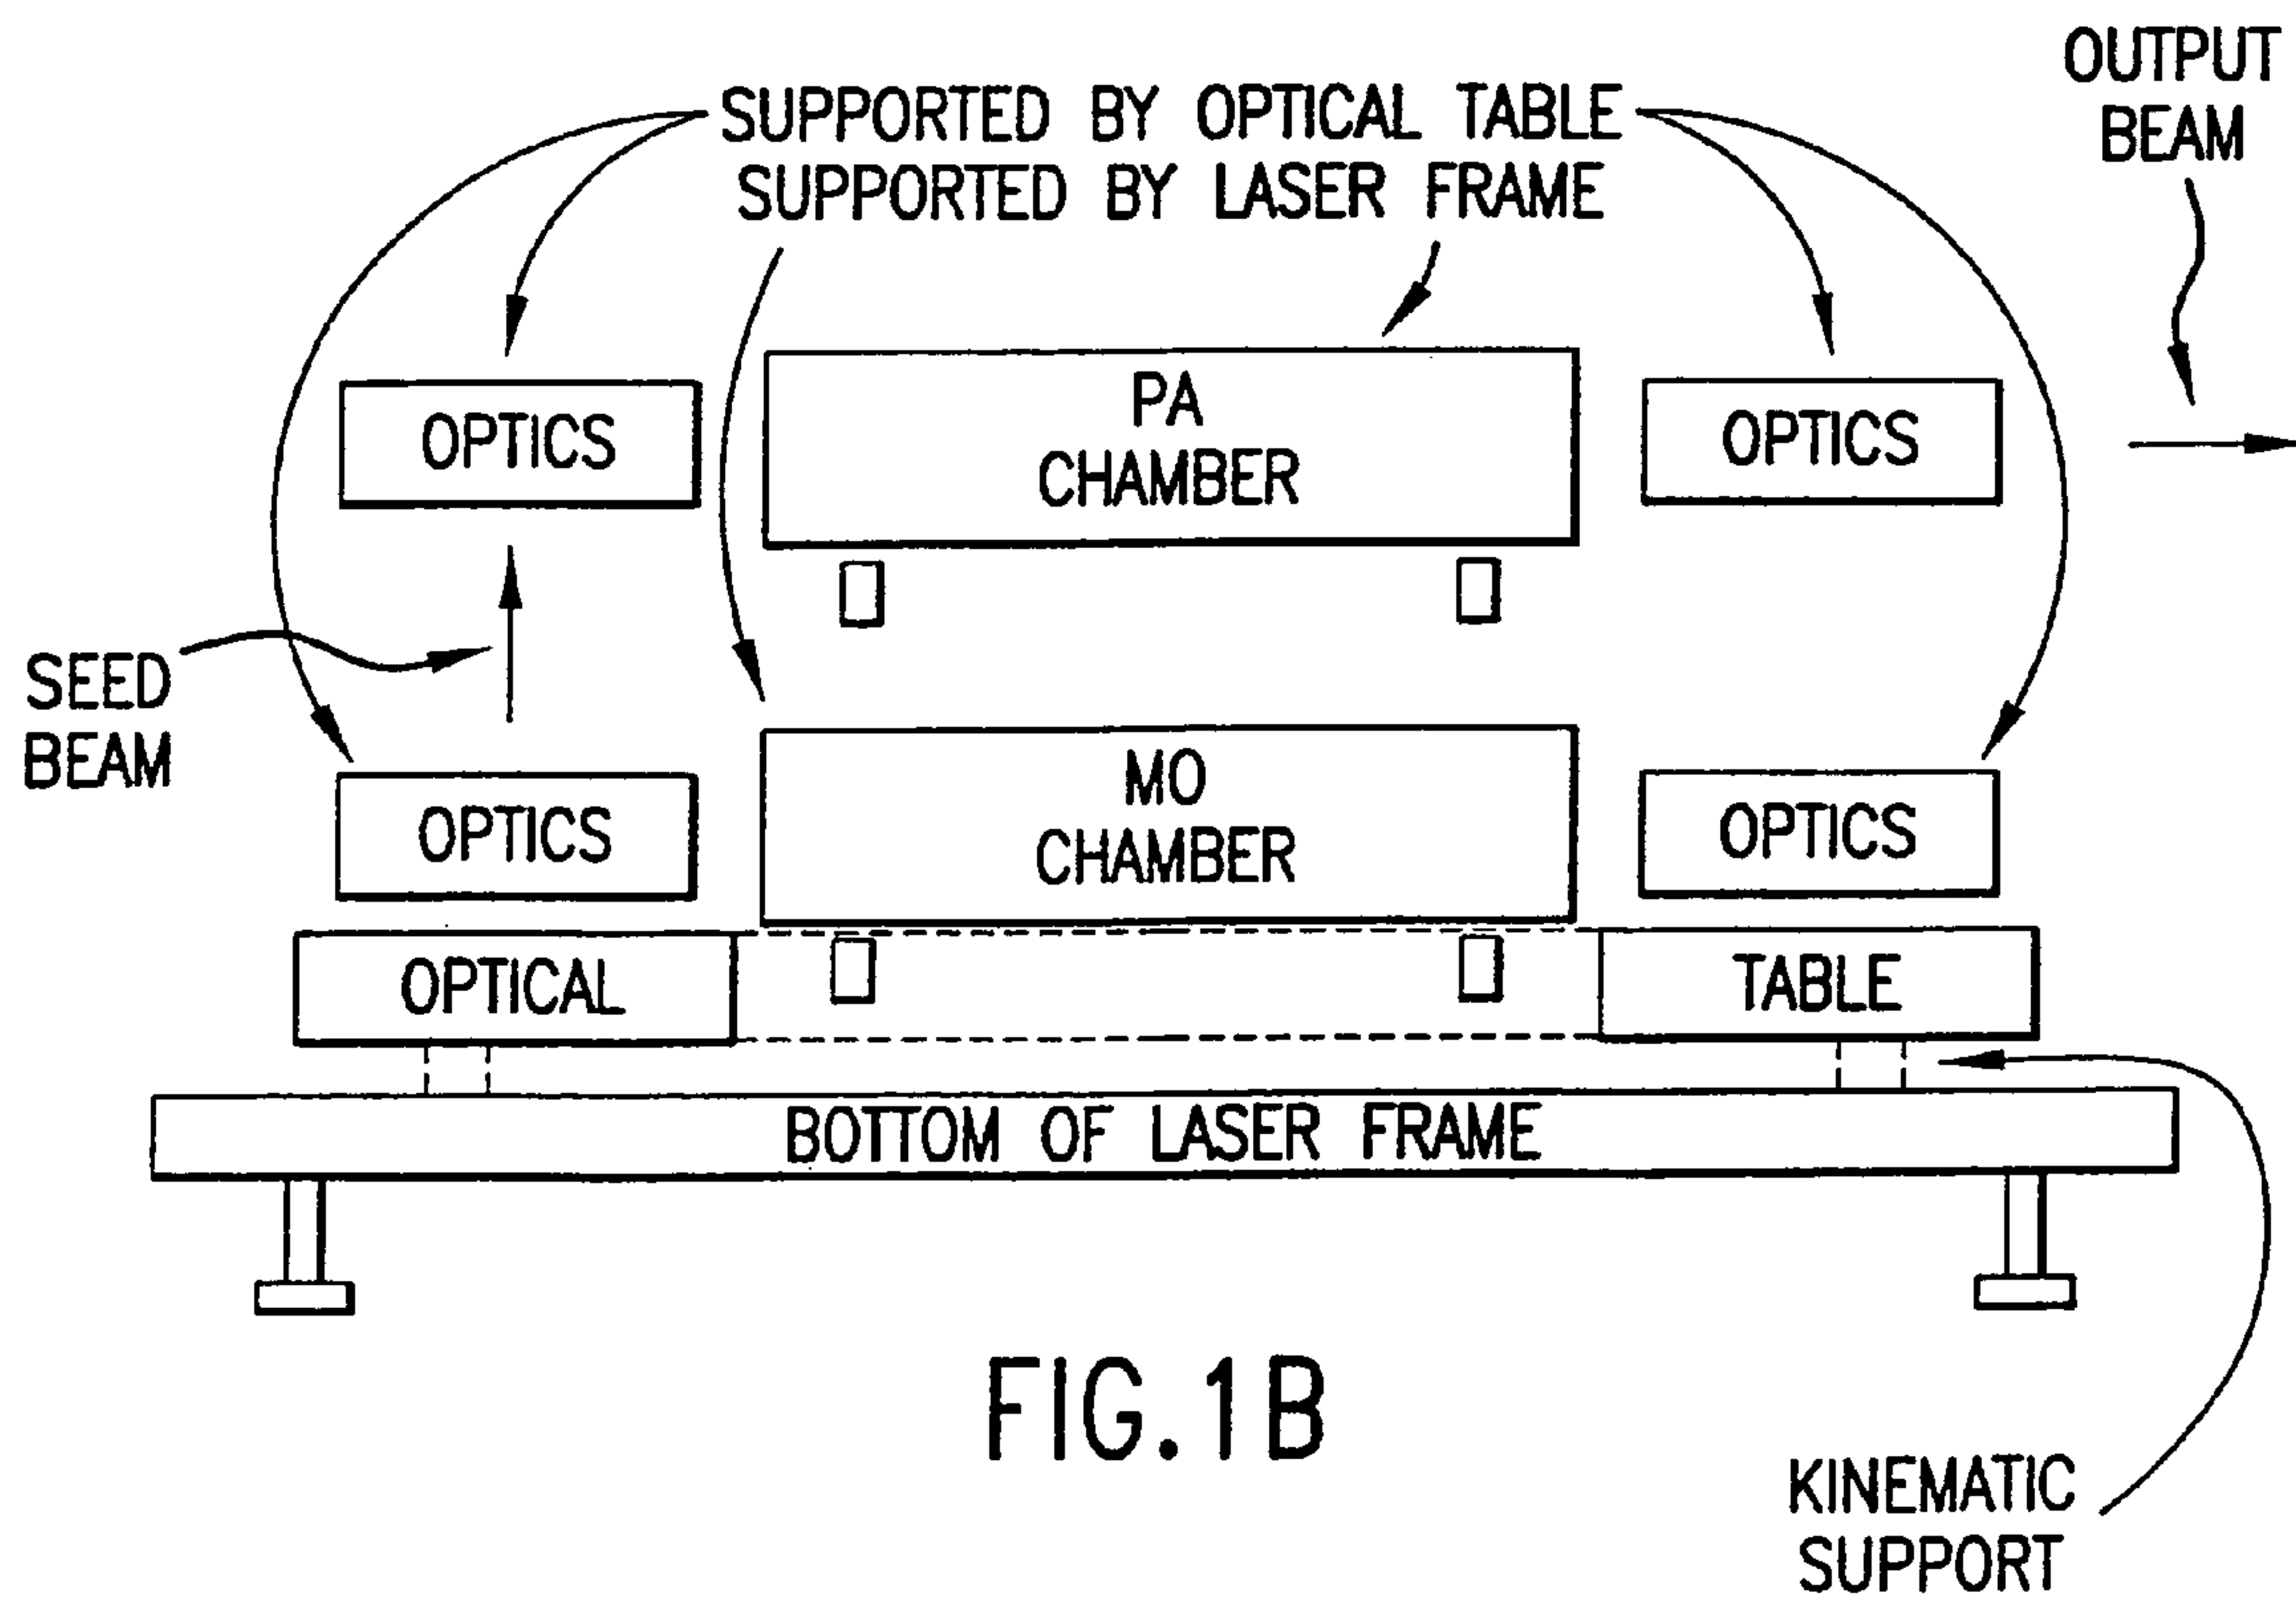 OUTPUT
BEAM
SUPPORTED BY OPTICAL TABLE
SUPPORTED BY LASER FRAME
OPTICS
PA
CHAMBER
OPTICS
SEED
BEAM
OPTICS
MO
CHAMBER
OPTICS
OPTICAL
TABLE
BOTTOM OF LASER FRAME
FIG.1B
KINEMATIC
SUPPORT